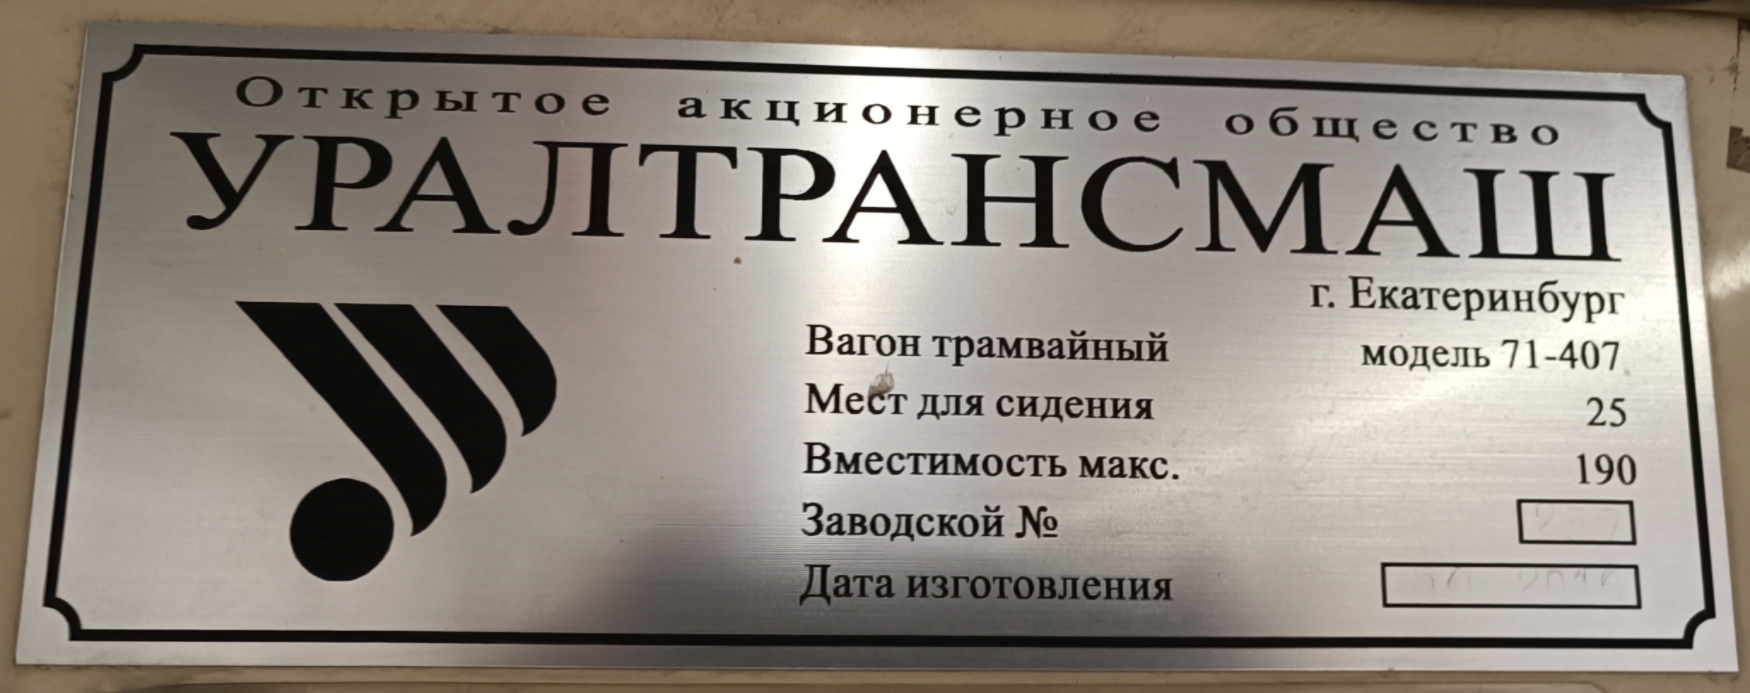 Открытое акционерное общество
УРАЛТРАНСМАШ
г. Екатеринбург
Вагон трамвайный модель 71-407
Мест для сидения 25
Вместимость макс. 190
Заводской №
Дата изготовления